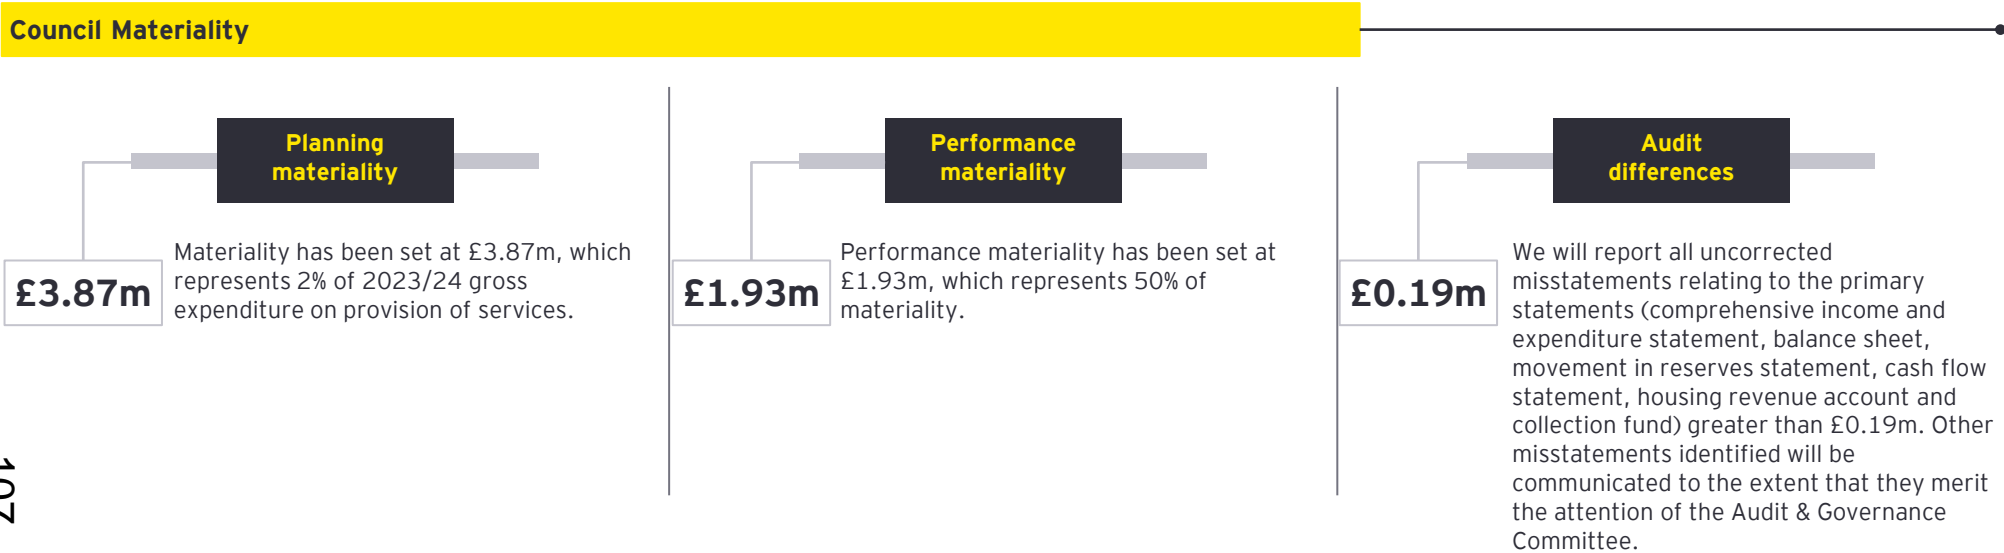 Council Materiality
Planning
materiality
£3.87m
Materiality has been set at £3.87m, which
represents 2% of 2023/24 gross
expenditure on provision of services.
Performance
materiality
£1.93m
Performance materiality has been set at
£1.93m, which represents 50% of
materiality.
Audit
differences
£0.19m
We will report all uncorrected
misstatements relating to the primary
statements (comprehensive income and
expenditure statement, balance sheet,
movement in reserves statement, cash flow
statement, housing revenue account and
collection fund) greater than £0.19m. Other
misstatements identified will be
communicated to the extent that they merit
the attention of the Audit & Governance
Committee.
107